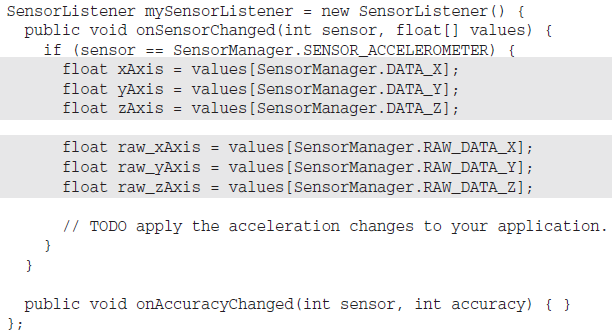 SensorListener mySensorListener = new SensorListener() {
  public void onSensorChanged(int sensor, float[] values) {
    if (sensor == SensorManager.SENSOR_ACCELEROMETER) {
      float xAxis = values[SensorManager.DATA_X];
      float yAxis = values[SensorManager.DATA_Y];
      float zAxis = values[SensorManager.DATA_Z];

      float raw_xAxis = values[SensorManager.RAW_DATA_X];
      float raw_yAxis = values[SensorManager.RAW_DATA_Y];
      float raw_zAxis = values[SensorManager.RAW_DATA_Z];

      // TODO apply the acceleration changes to your application.
    }
  }

  public void onAccuracyChanged(int sensor, int accuracy) { }
};